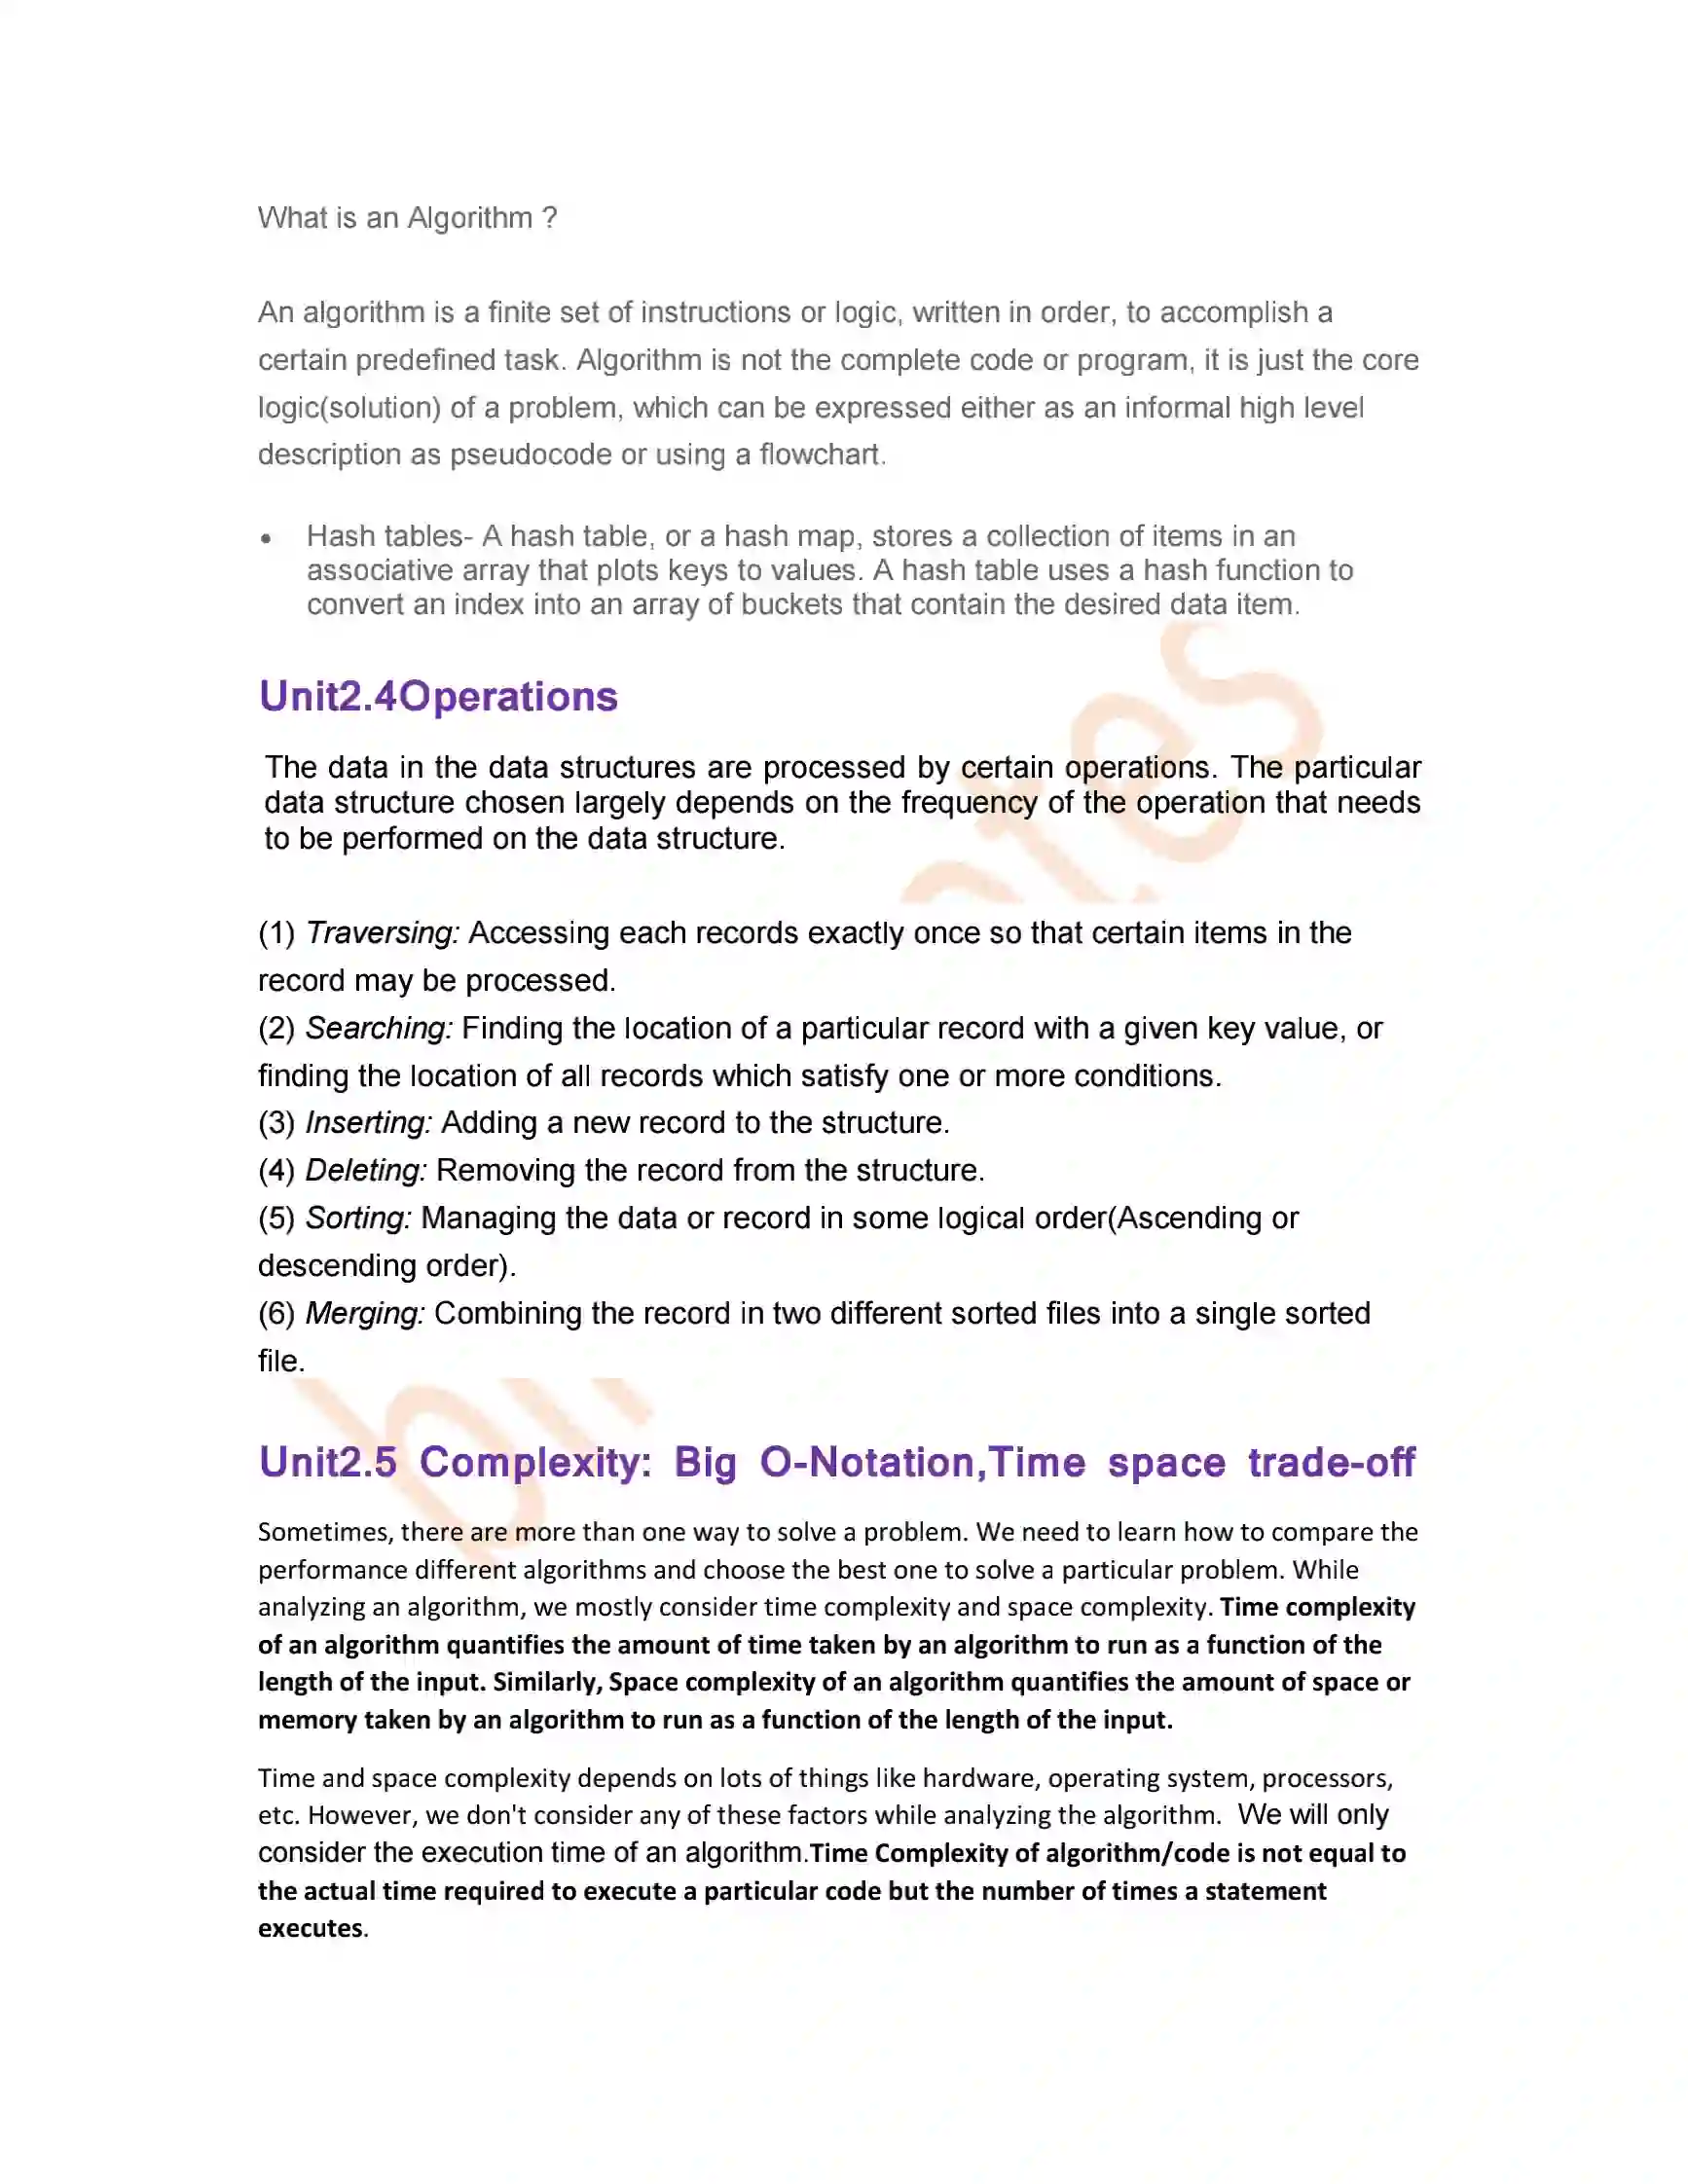 What is an Algorithm ?
An algorithm is a finite set of instructions or logic, written in order, to accomplish a
certain predefined task. Algorithm is not the complete code or program, it is just the core
logic(solution) of a problem, which can be expressed either as an informal high level
description as pseudocode or using a flowchart.
• Hash tables- A hash table, or a hash map, stores a collection of items in an
associative array that plots keys to values. A hash table uses a hash function to
convert an index into an array of buckets that contain the desired data item.
Unit2.4Operations
The data in the data structures are processed by certain operations. The particular
data structure chosen largely depends on the frequency of the operation that needs
to be performed on the data structure.
(1) Traversing: Accessing each records exactly once so that certain items in the
record may be processed.
(2) Searching: Finding the location of a particular record with a given key value, or
finding the location of all records which satisfy one or more conditions.
(3) Inserting: Adding a new record to the structure.
(4) Deleting: Removing the record from the structure.
(5) Sorting: Managing the data or record in some logical order(Ascending or
descending order).
(6) Merging: Combining the record in two different sorted files into a single sorted
file.
Unit2.5 Complexity: Big O-Notation,Time space trade-off
Sometimes, there are more than one way to solve a problem. We need to learn how to compare the
performance different algorithms and choose the best one to solve a particular problem. While
analyzing an algorithm, we mostly consider time complexity and space complexity. Time complexity
of an algorithm quantifies the amount of time taken by an algorithm to run as a function of the
length of the input. Similarly, Space complexity of an algorithm quantifies the amount of space or
memory taken by an algorithm to run as a function of the length of the input.
Time and space complexity depends on lots of things like hardware, operating system, processors,
etc. However, we don't consider any of these factors while analyzing the algorithm. We will only
consider the execution time of an algorithm.Time Complexity of algorithm/code is not equal to
the actual time required to execute a particular code but the number of times a statement
executes.